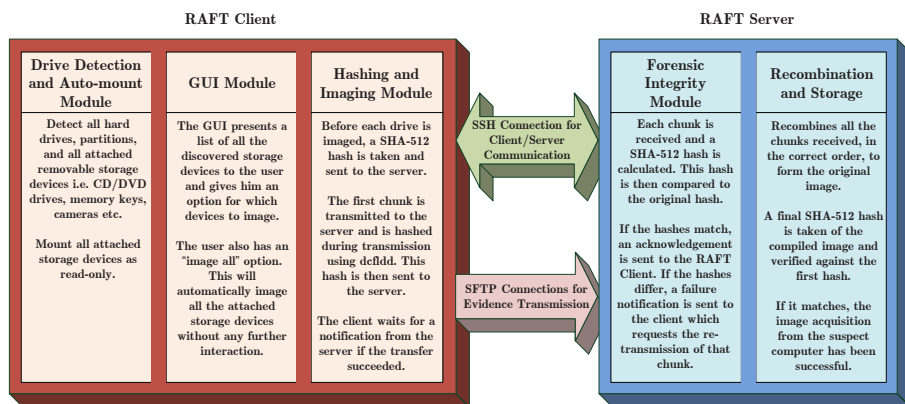 RAFT Client
Drive Detection
and Auto-mount
Module
Detect all hard
drives, partitions,
and all attached
removable storage
devices i.e. CD/DVD
drives, memory keys,
cameras etc.
Mount all attached
storage devices as
read-only.
GUI Module
The GUI presents a
list of all the
discovered storage
devices to the user
and gives him an
option for which
devices to image.
The user also has an
"image all" option.
This will
automatically image
all the attached
storage devices
without any further
interaction.
Hashing and
Imaging Module
Before each drive is
imaged, a SHA-512
hash is taken and
sent to the server.
The first chunk is
transmitted to the
server and is hashed
during transmission
using dcfldd. This
hash is then sent to
the server.
The client waits for a
notification from the
server if the transfer
succeeded.
SSH Connection for
Client/Server
Communication
SFTP Connections for
Evidence Transmission
RAFT Server
Forensic
Integrity
Module
Each chunk is
received and a
SHA-512 hash is
calculated. This hash
is then compared to
the original hash.
If the hashes match,
an acknowledgement
is sent to the RAFT
Client. If the hashes
differ, a failure
notification is sent to
the client which
requests the re-
transmission of that
chunk.
Recombination
and Storage
Recombines all the
chunks received, in
the correct order, to
form the original
image.
A final SHA-512 hash
is taken of the
compiled image and
verified against the
first hash.
If it matches, the
image acquisition
from the suspect
computer has been
successful.